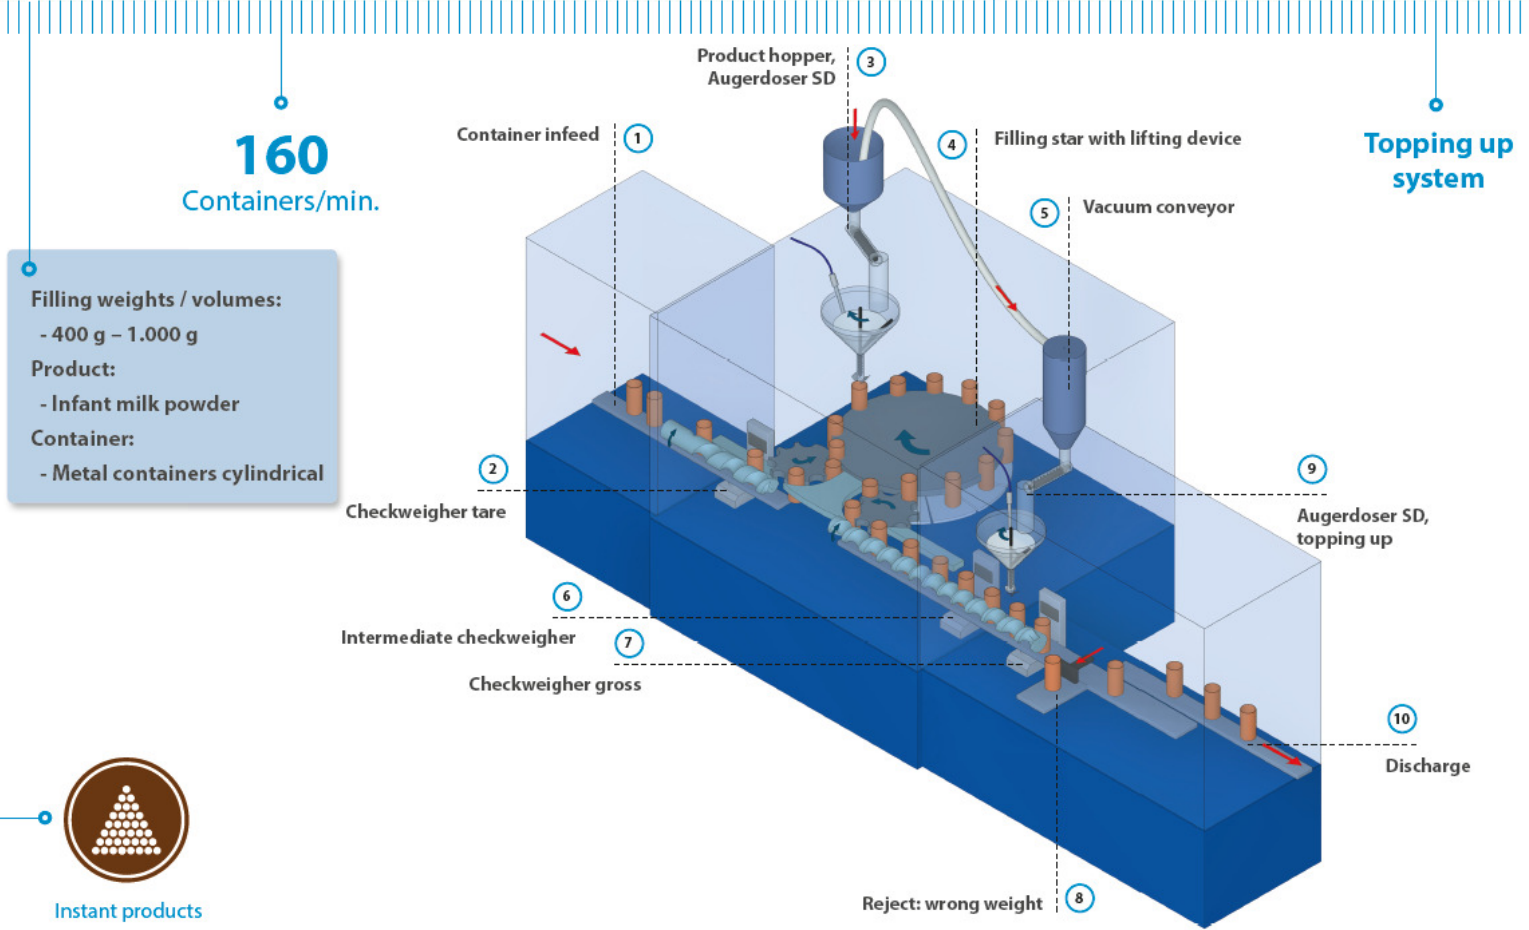 160
Containers/min.
Filling weights / volumes:
- 400 g – 1.000 g
Product:
- Infant milk powder
Container:
- Metal containers cylindrical
Topping up
system
Container infeed
1
Checkweigher tare
2
Product hopper,
Augerdoser SD
3
4
Filling star with lifting device
5
Vacuum conveyor
6
Intermediate checkweigher
7
Checkweigher gross
Reject: wrong weight
8
9
Augerdoser SD,
topping up
10
Discharge
Instant products